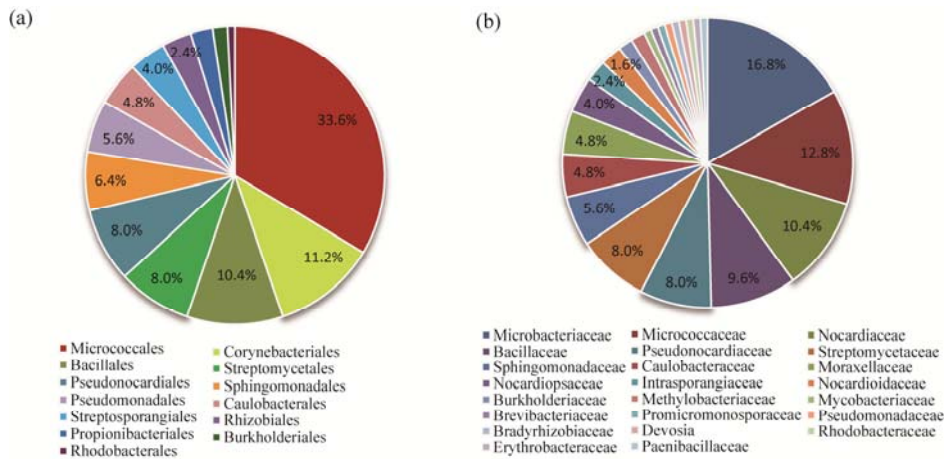 (a)
2.4%
4.0%
4.8%
5.6%
6.4%
8.0%
8.0%
10.4%
11.2%
33.6%
Micrococcales Corynebacteriales
Bacillales Streptomycetales
Pseudonocardiales Sphingomonadales
Pseudomonadales Caulobacterales
Streptosporangiales Rhizobiales
Propionibacteriales Burkholderiales
Rhodobacterales
(b)
1.6%
2.4%
4.0%
4.8%
4.8%
5.6%
8.0%
8.0%
9.6%
10.4%
12.8%
16.8%
Microbacteriaceae Micrococcaceae Nocardiaceae
Bacillaceae Pseudonocardiaceae Streptomycetaceae
Sphingomonadaceae Caulobacteraceae Moraxellaceae
Nocardiopsaceae Intrasporangiaceae Nocardioidaceae
Burkholderiaceae Methylobacteriaceae Mycobacteriaceae
Brevibacteriaceae Promicromonosporaceae Pseudomonadaceae
Bradyrhizobiaceae Devosia Rhodobacteraceae
Erythrobacteraceae Paenibacillaceae